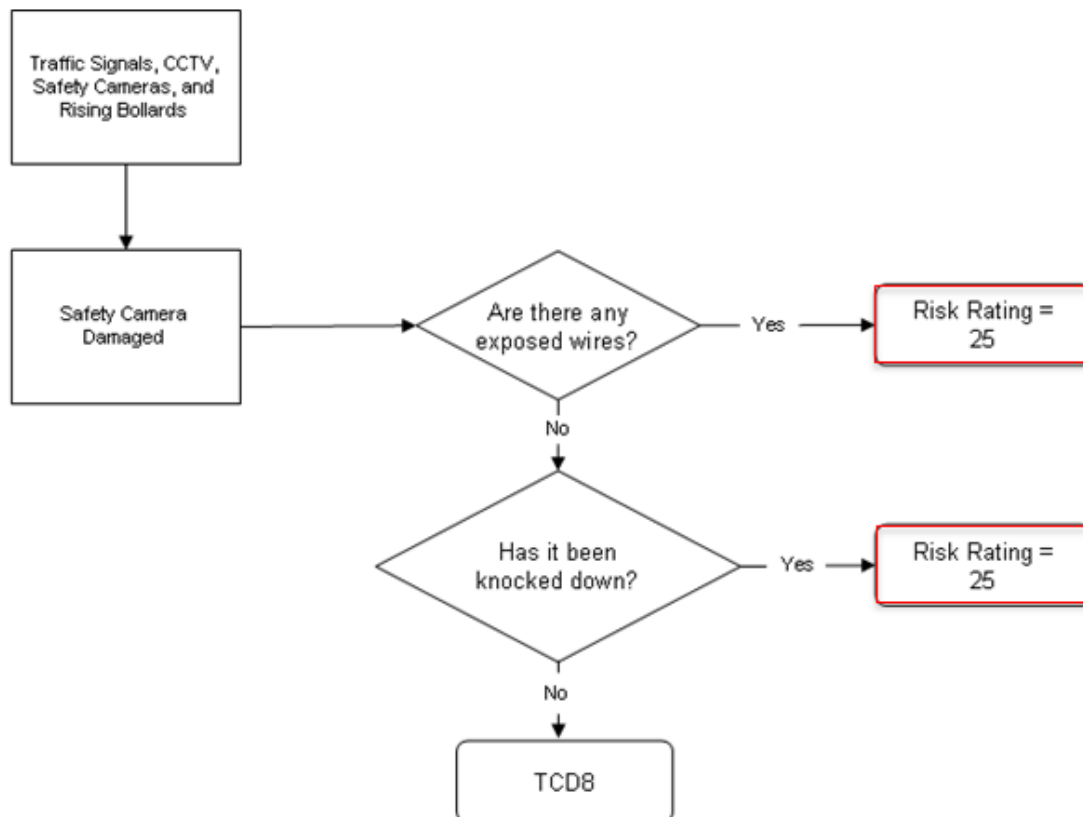 Traffic Signals, CCTV,
Safety Cameras, and
Rising Bollards
Safety Camera
Damaged
Are there any
exposed wires?
Yes
Risk Rating =
25
No
Has it been
knocked down?
Yes
Risk Rating =
25
No
TCD8